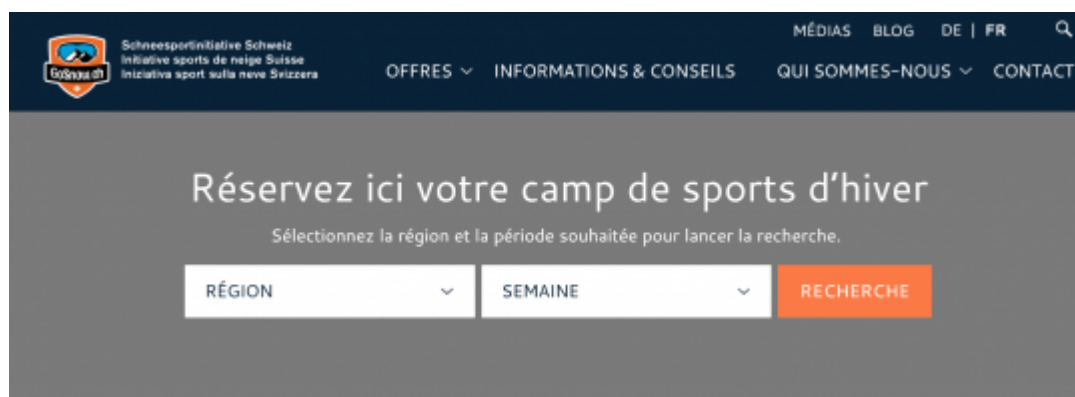 MÉDIAS BLOG DE | FR
GoSnow.ch
Schneesportinitiative Schweiz
Initiative sports de neige Suisse
Iniziativa sport sulla neve Svizzera
OFFRES INFORMATIONS & CONSEILS QUI SOMMES-NOUS CONTACT
Réservez ici votre camp de sports d'hiver
Sélectionnez la région et la période souhaitée pour lancer la recherche.
RÉGION SEMAINE RECHERCHE